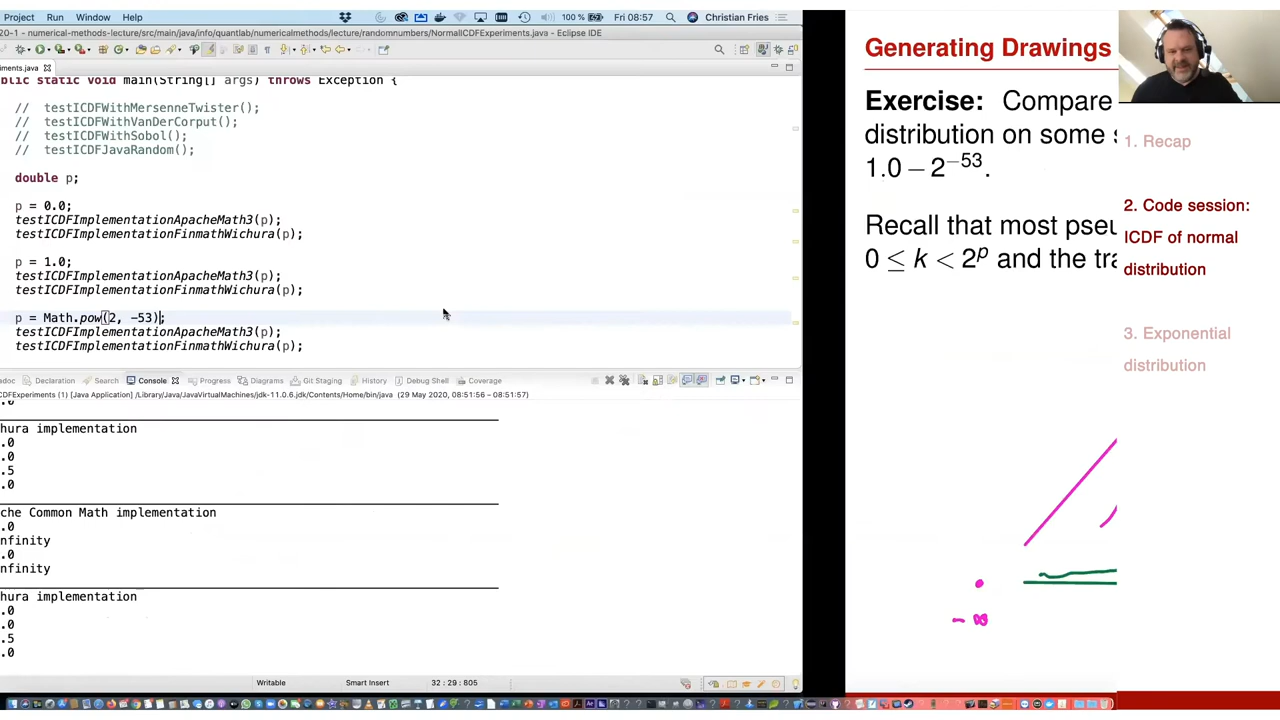 Project Run Window Help 100 % Fri 08:57 Christian Fries
20-1 - numerical-methods-lecture/src/main/java/info/quantlab/numericalmethods/lecture/randomnumbers/NormalICDFExperiments.java - Eclipse IDE
iments.java
blic static void main(String[] args) throws Exception {
// testICDFWithMersenneTwister();
// testICDFWithVanDerCorput();
// testICDFWithSobol();
// testICDFJavaRandom();
double p;
p = 0.0;
testICDFImplementationApacheMath3(p);
testICDFImplementationFinmathWichura(p);
p = 1.0;
testICDFImplementationApacheMath3(p);
testICDFImplementationFinmathWichura(p);
p = Math.pow(2, -53);
testICDFImplementationApacheMath3(p);
testICDFImplementationFinmathWichura(p);
doc Declaration Search Console Progress Diagrams Git Staging History Debug Shell Coverage
CDFExperiments (1) [Java Application] /Library/Java/JavaVirtualMachines/jdk-11.0.6.jdk/Contents/Home/bin/java (29 May 2020, 08:51:56 – 08:51:57)
.0
hura implementation
.0
.0
.5
.0
che Common Math implementation
.0
nfinity
.0
nfinity
hura implementation
.0
.0
.5
.0
Writable Smart Insert 32 : 29 : 805
Generating Drawings
Exercise: Compare
distribution on some s
1.0 − 2⁻⁵³.
Recall that most pseu
0 ≤ k < 2ᵖ and the tra
- ∞
1. Recap
2. Code session:
ICDF of normal
distribution
3. Exponential
distribution